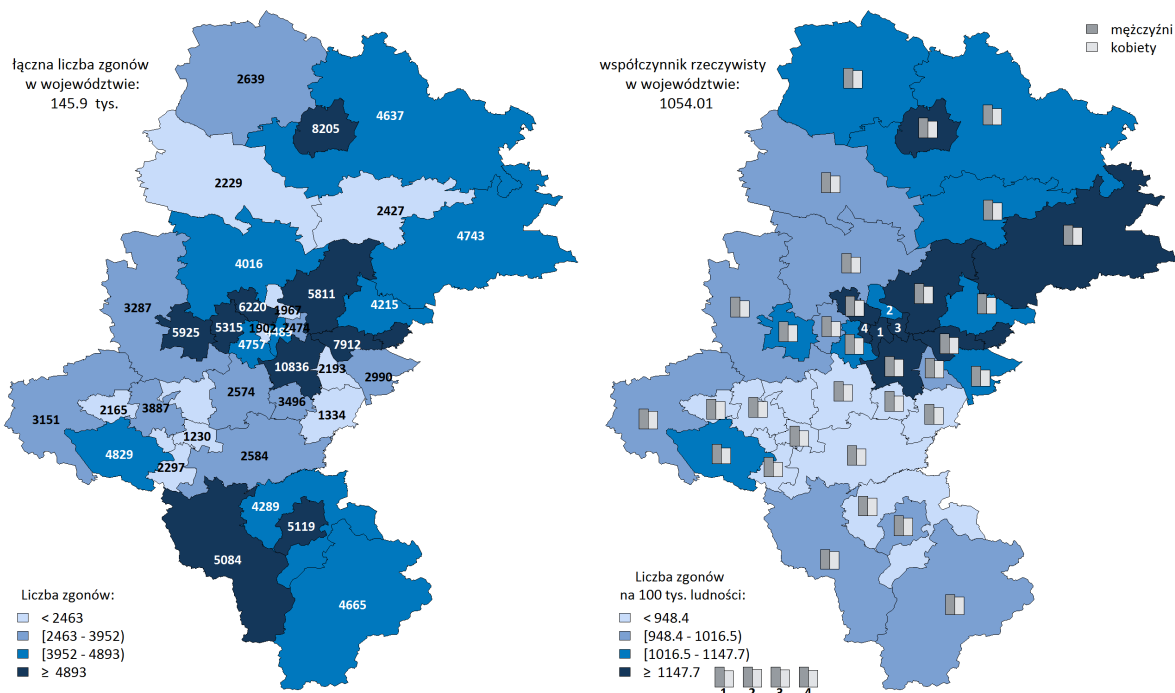 łączna liczba zgonów
w województwie:
145.9 tys.
2639
4637
8205
2229
2427
4743
4016
5811
3287
6220
1967
4215
5925
5315
1902
2474
4757
7912
10836
2193
2990
2574
3496
3151
2165
3887
1334
1230
4829
2584
2297
4289
5119
5084
4665
Liczba zgonów:
< 2463
[2463 - 3952)
[3952 - 4893)
≥ 4893
współczynnik rzeczywisty
w województwie:
1054.01
mężczyźni
kobiety
2
4
1
3
Liczba zgonów
na 100 tys. ludności:
< 948.4
[948.4 - 1016.5)
[1016.5 - 1147.7)
≥ 1147.7
1 2 3 4